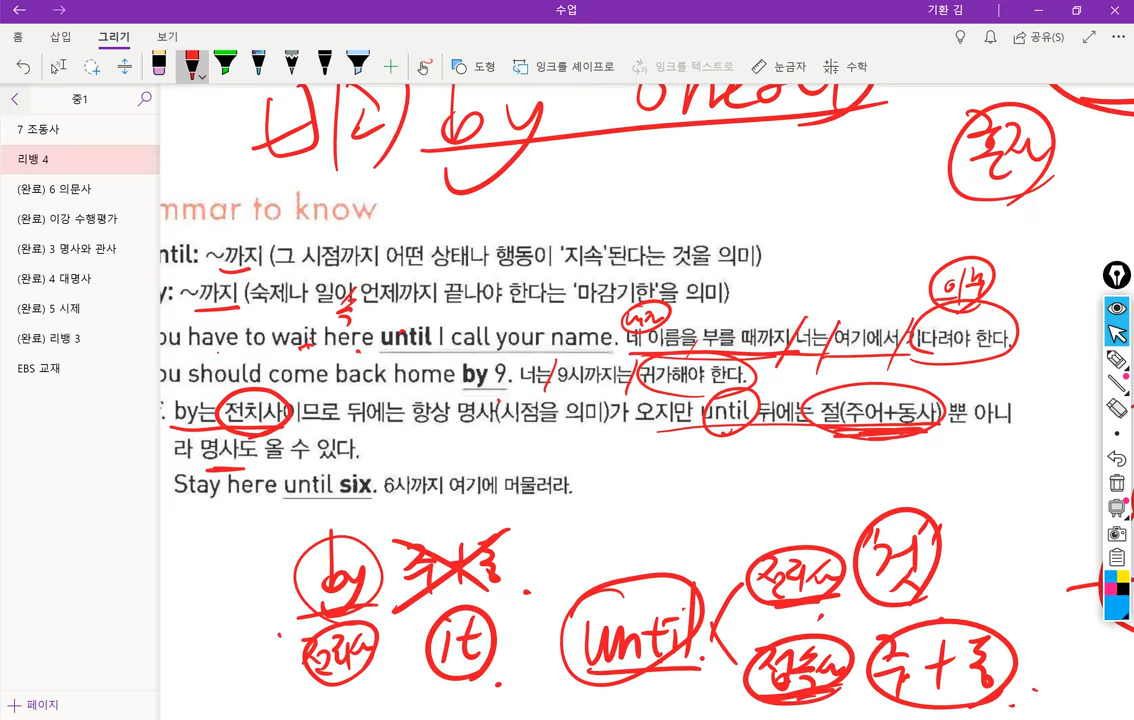 수업
기환 김
홈 삽입 그리기 보기
공유(S)
도형 잉크를 셰이프로 잉크를 텍스트로 눈금자 수학
중1
7 조동사
리뱅 4
(완료) 6 의문사
(완료) 이강 수행평가
(완료) 3 명사와 관사
(완료) 4 대명사
(완료) 5 시제
(완료) 리뱅 3
EBS 교재
페이지
by
혼자
mmar to know
ntil: ～까지 (그 시점까지 어떤 상태나 행동이 '지속'된다는 것을 의미)
y: ～까지 (숙제나 일이 언제까지 끝나야 한다는 '마감기한'을 의미)
ou have to wait here until I call your name. 네 이름을 부를 때까지 너는 여기에서 기다려야 한다.
ou should come back home by 9. 너는 9시까지는 귀가해야 한다.
by는 전치사이므로 뒤에는 항상 명사(시점을 의미)가 오지만 until 뒤에는 절(주어+동사) 뿐 아니
라 명사도 올 수 있다.
Stay here until six. 6시까지 여기에 머물러라.
by 주+동
전치사 it
until
전치사 것
접속사 주+동